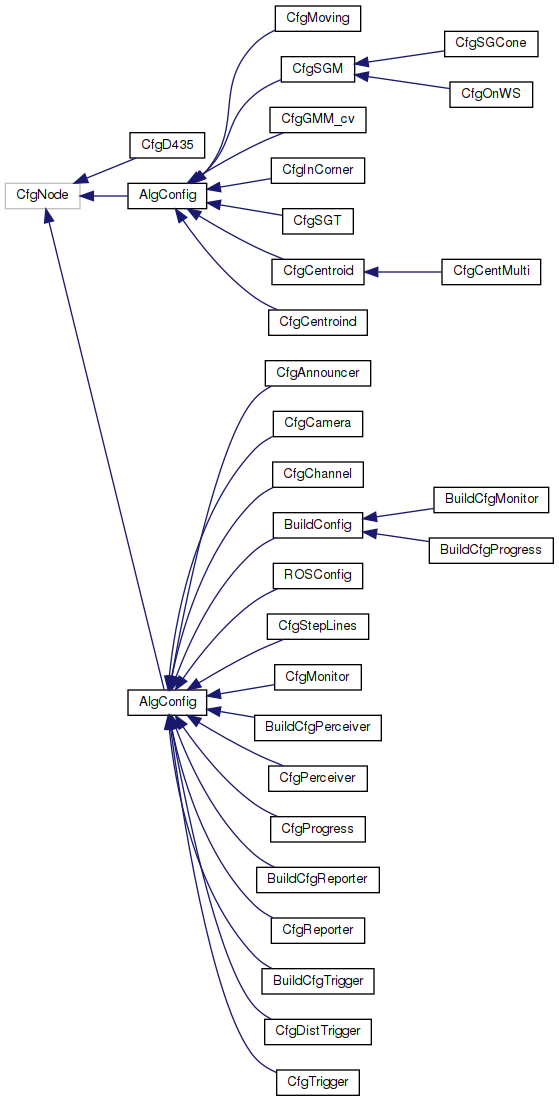 CfgMoving
CfgSGM
CfgSGCone
CfgOnWS
CfgGMM_cv
CfgD435
CfgInCorner
CfgNode
AlgConfig
CfgSGT
CfgCentroid
CfgCentMulti
CfgCentroind
CfgAnnouncer
CfgCamera
CfgChannel
BuildConfig
BuildCfgMonitor
BuildCfgProgress
ROSConfig
CfgStepLines
CfgMonitor
AlgConfig
BuildCfgPerceiver
CfgPerceiver
CfgProgress
BuildCfgReporter
CfgReporter
BuildCfgTrigger
CfgDistTrigger
CfgTrigger